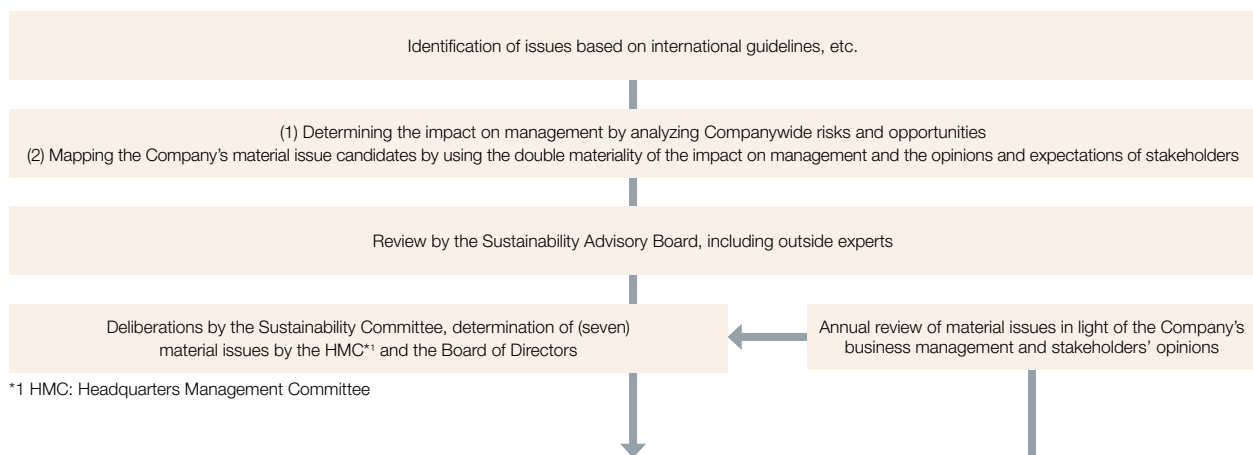 Identification of issues based on international guidelines, etc.
(1) Determining the impact on management by analyzing Companywide risks and opportunities
(2) Mapping the Company's material issue candidates by using the double materiality of the impact on management and the opinions and expectations of stakeholders
Review by the Sustainability Advisory Board, including outside experts
Deliberations by the Sustainability Committee, determination of (seven)
material issues by the HMC*1 and the Board of Directors
Annual review of material issues in light of the Company's
business management and stakeholders' opinions
*1 HMC: Headquarters Management Committee